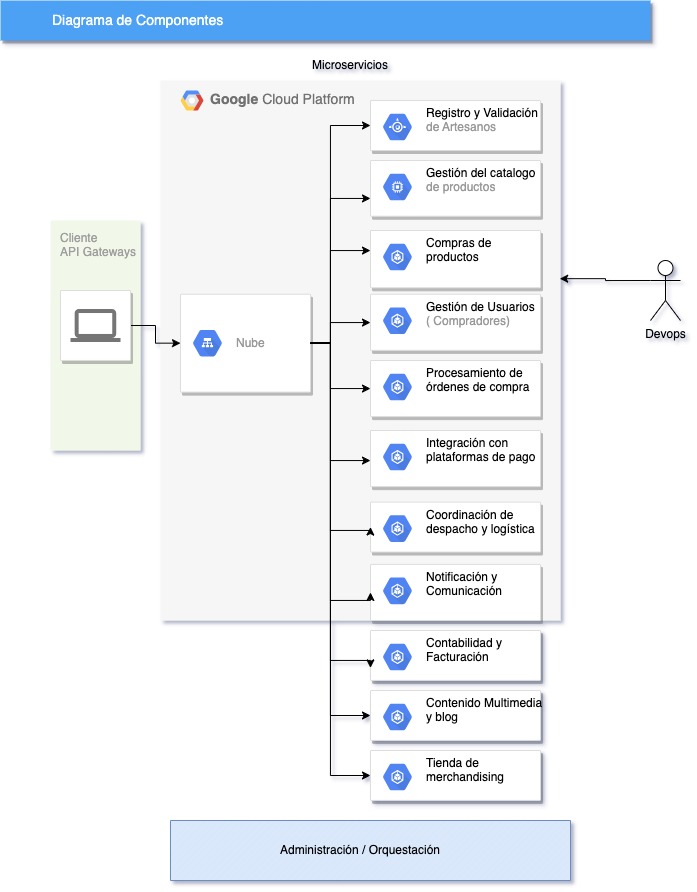 Diagrama de Componentes
Microservicios
Google Cloud Platform
Registro y Validación
de Artesanos
Gestión del catalogo
de productos
Cliente
API Gateways
Compras de
productos
Nube
Gestión de Usuarios
( Compradores)
Devops
Procesamiento de
órdenes de compra
Integración con
plataformas de pago
Coordinación de
despacho y logística
Notificación y
Comunicación
Contabilidad y
Facturación
Contenido Multimedia
y blog
Tienda de
merchandising
Administración / Orquestación